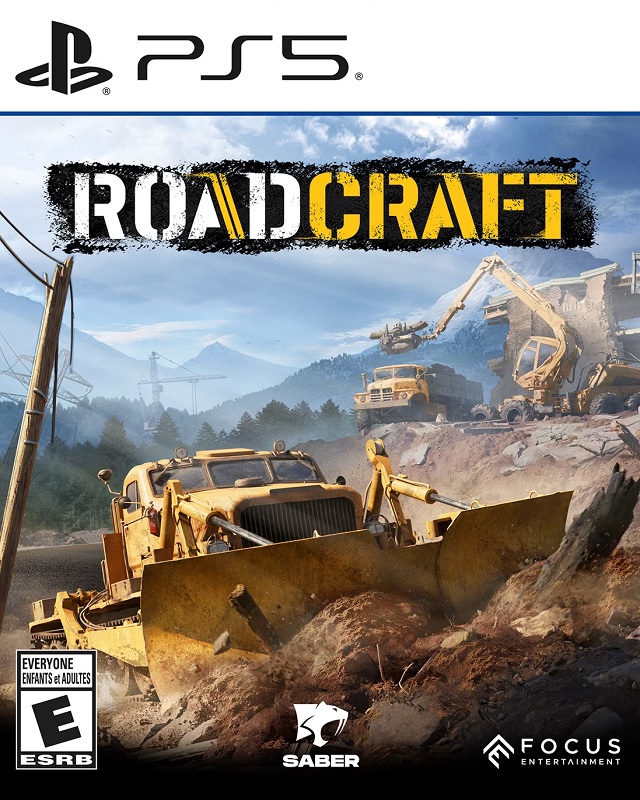 PS5®
ROADCRAFT
EVERYONE
ENFANTS et ADULTES
E
ESRB
®
SABER
FOCUS
ENTERTAINMENT